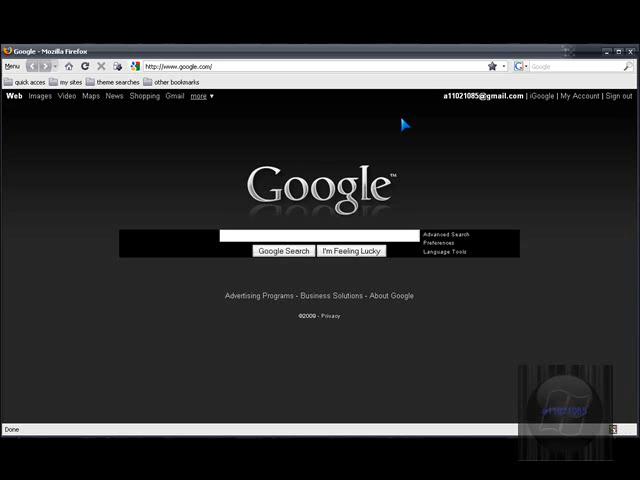 Google - Mozilla Firefox
Menu http://www.google.com/ Google
quick acces my sites theme searches other bookmarks
Web Images Video Maps News Shopping Gmail more ▼ a11021085@gmail.com | iGoogle | My Account | Sign out
Google™
Advanced Search
Preferences
Language Tools
Google Search I'm Feeling Lucky
Advertising Programs - Business Solutions - About Google
©2009 - Privacy
a11021085
Done